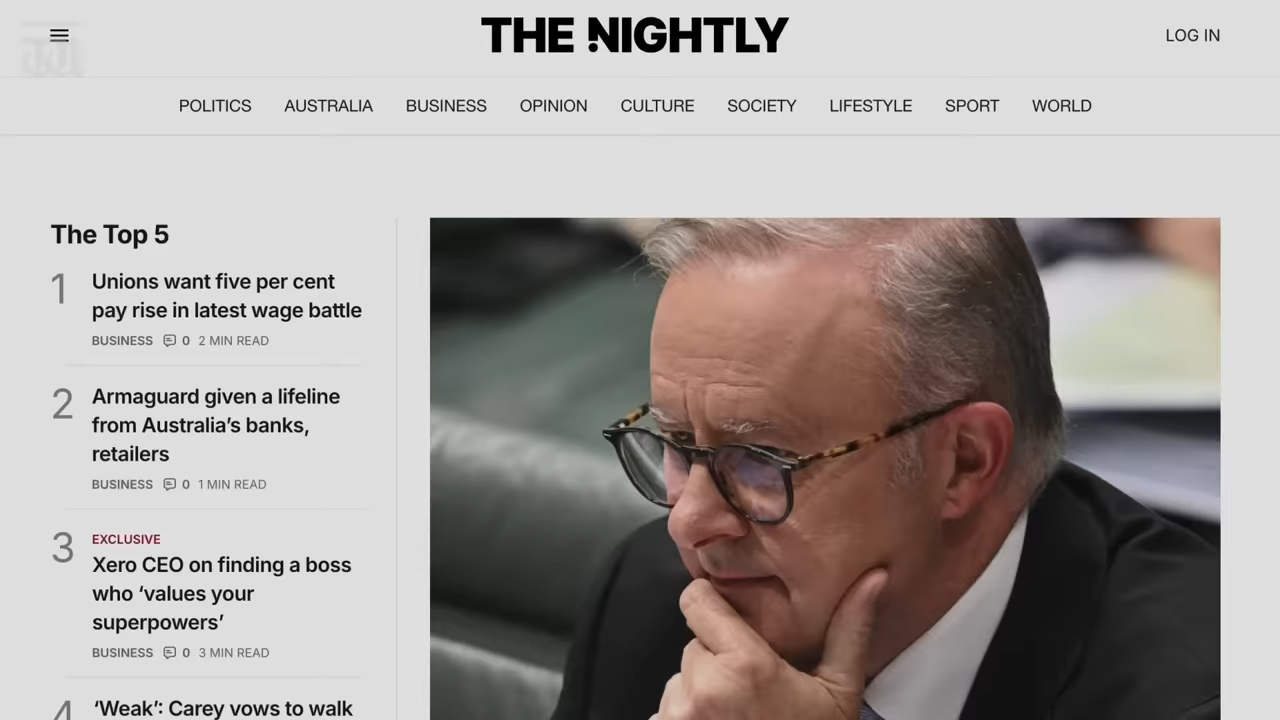 THE NIGHTLY
LOG IN
POLITICS AUSTRALIA BUSINESS OPINION CULTURE SOCIETY LIFESTYLE SPORT WORLD
The Top 5
1 Unions want five per cent
pay rise in latest wage battle
BUSINESS 0 2 MIN READ
2 Armaguard given a lifeline
from Australia’s banks,
retailers
BUSINESS 0 1 MIN READ
3 EXCLUSIVE
Xero CEO on finding a boss
who ‘values your
superpowers’
BUSINESS 0 3 MIN READ
4 ‘Weak’: Carey vows to walk